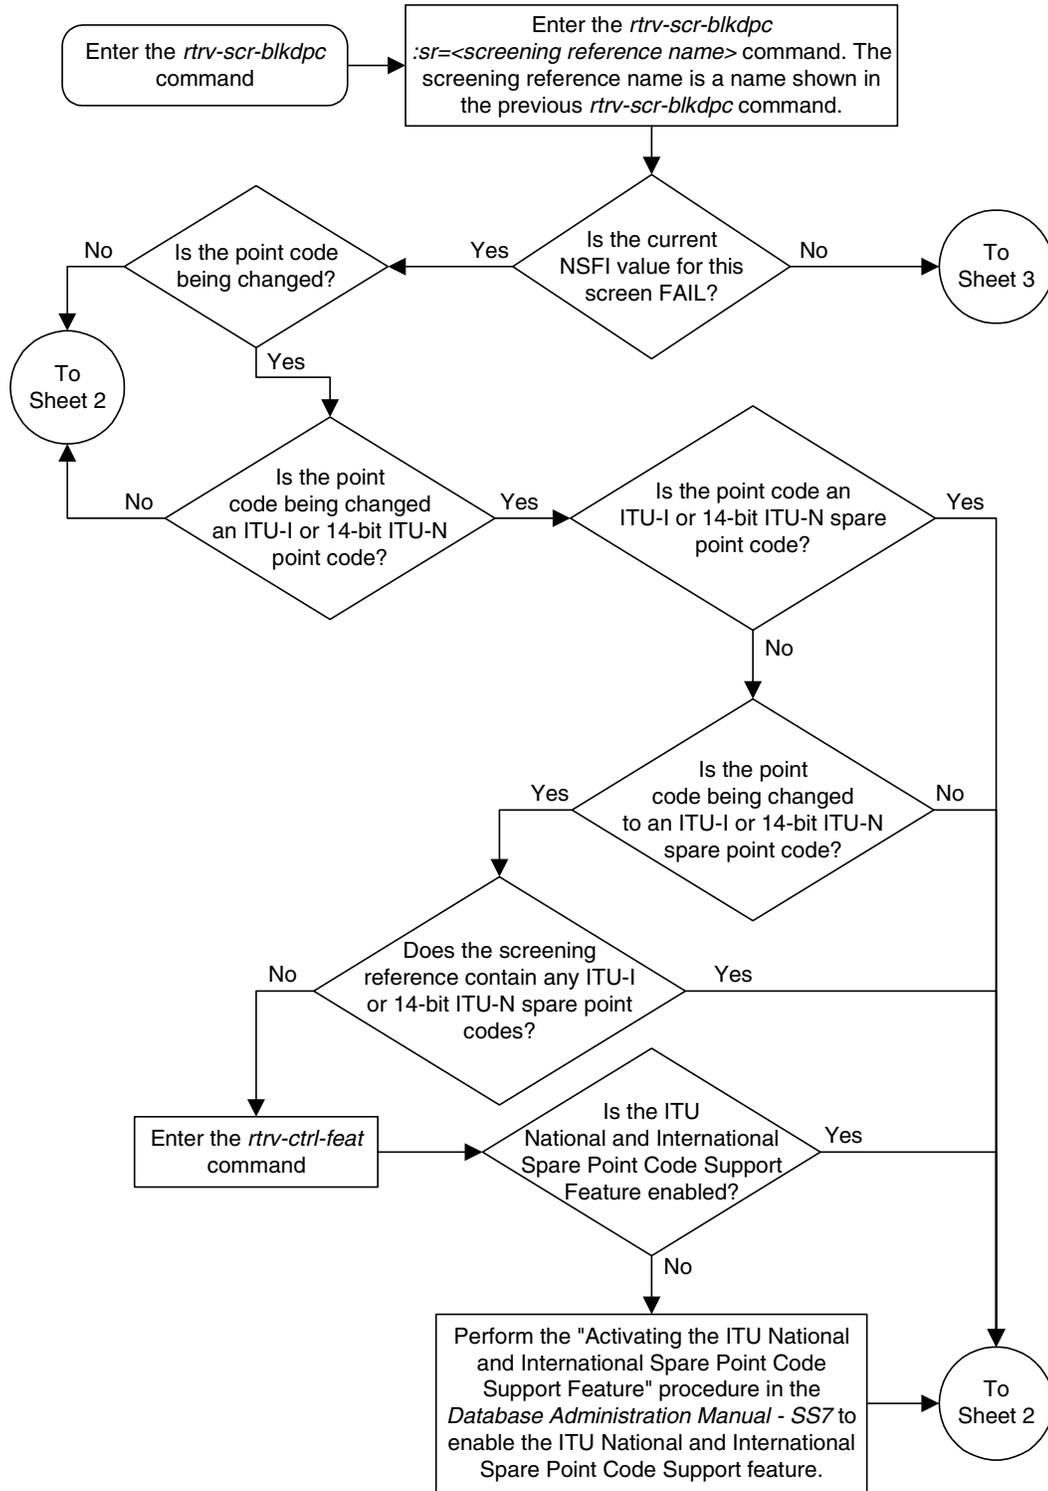 Enter the rtrv-scr-blkdpc
command
Enter the rtrv-scr-blkdpc
:sr=<screening reference name> command. The
screening reference name is a name shown in
the previous rtrv-scr-blkdpc command.
Is the current
NSFI value for this
screen FAIL?
Yes
No
To
Sheet 3
Is the point code
being changed?
No
Yes
To
Sheet 2
Is the point
code being changed
an ITU-I or 14-bit ITU-N
point code?
No
Yes
Is the point code an
ITU-I or 14-bit ITU-N spare
point code?
Yes
No
Is the point
code being changed
to an ITU-I or 14-bit ITU-N
spare point code?
Yes
No
Does the screening
reference contain any ITU-I
or 14-bit ITU-N spare point
codes?
No
Yes
Enter the rtrv-ctrl-feat
command
Is the ITU
National and International
Spare Point Code Support
Feature enabled?
Yes
No
Perform the "Activating the ITU National
and International Spare Point Code
Support Feature" procedure in the
Database Administration Manual - SS7 to
enable the ITU National and International
Spare Point Code Support feature.
To
Sheet 2